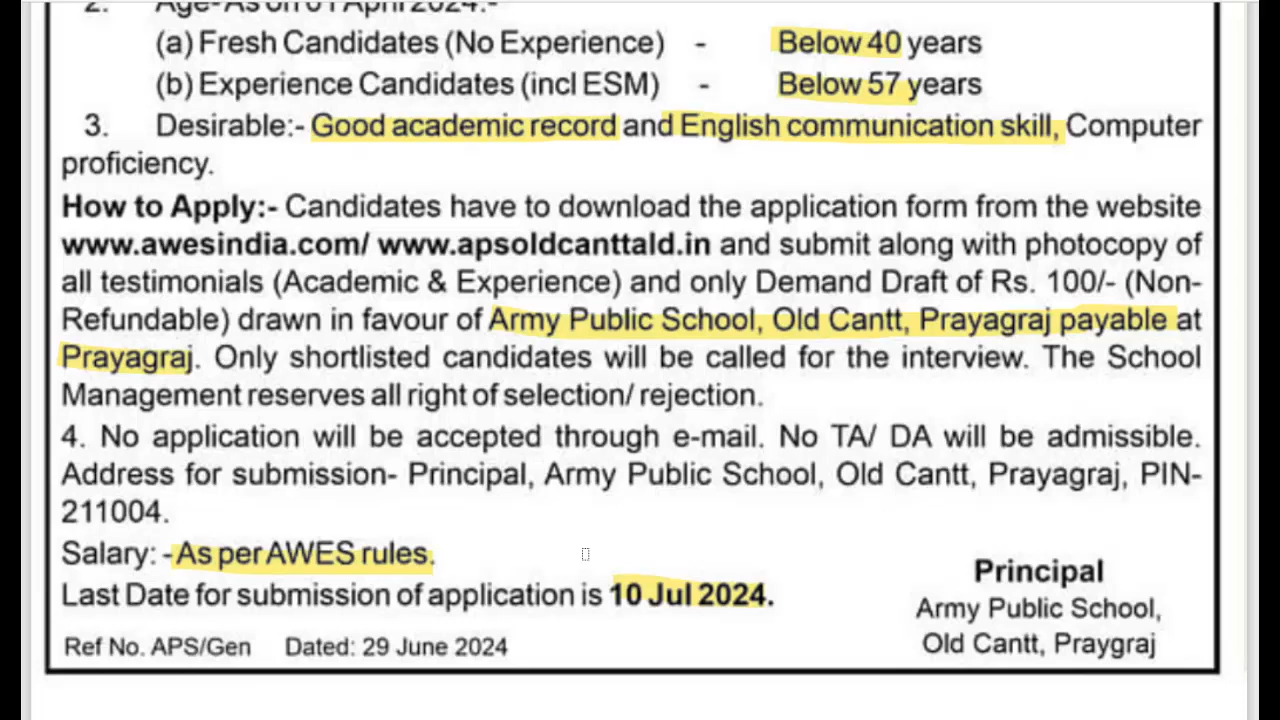 2. Age- As on 01 April 2024:-
(a) Fresh Candidates (No Experience) - Below 40 years
(b) Experience Candidates (incl ESM) - Below 57 years
3. Desirable:- Good academic record and English communication skill, Computer
proficiency.
How to Apply:- Candidates have to download the application form from the website
www.awesindia.com/ www.apsoldcanttald.in and submit along with photocopy of
all testimonials (Academic & Experience) and only Demand Draft of Rs. 100/- (Non-
Refundable) drawn in favour of Army Public School, Old Cantt, Prayagraj payable at
Prayagraj. Only shortlisted candidates will be called for the interview. The School
Management reserves all right of selection/ rejection.
4. No application will be accepted through e-mail. No TA/ DA will be admissible.
Address for submission- Principal, Army Public School, Old Cantt, Prayagraj, PIN-
211004.
Salary: - As per AWES rules.
Last Date for submission of application is 10 Jul 2024.
Ref No. APS/Gen Dated: 29 June 2024
Principal
Army Public School,
Old Cantt, Praygraj